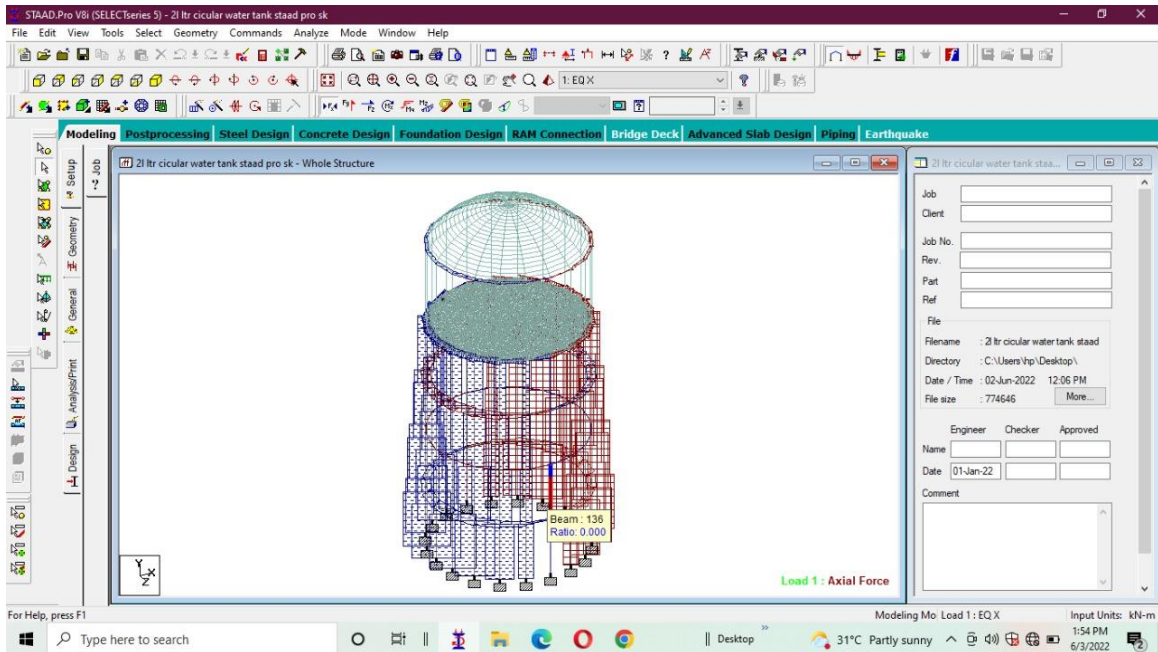 STAAD.Pro V8i (SELECTseries 5) - 2l ltr cicular water tank staad pro sk
File Edit View Tools Select Geometry Commands Analyze Mode Window Help
1: EQ X
Modeling Postprocessing Steel Design Concrete Design Foundation Design RAM Connection Bridge Deck Advanced Slab Design Piping Earthquake
2l ltr cicular water tank staad pro sk - Whole Structure
2l ltr cicular water tank staa...
Setup
Job
Geometry
General
Analysis/Print
Design
Beam : 136
Ratio: 0.000
Y
X
Z
Load 1 : Axial Force
Job
Client
Job No.
Rev.
Part
Ref
File
Filename : 2l ltr cicular water tank staad
Directory : C:\Users\hp\Desktop\
Date / Time : 02-Jun-2022 12:06 PM
File size : 774646 More...
Engineer Checker Approved
Name
Date 01-Jan-22
Comment
For Help, press F1
Modeling Mo Load 1 : EQ X Input Units: kN-m
Type here to search
Desktop
31°C Partly sunny
1:54 PM
6/3/2022
2